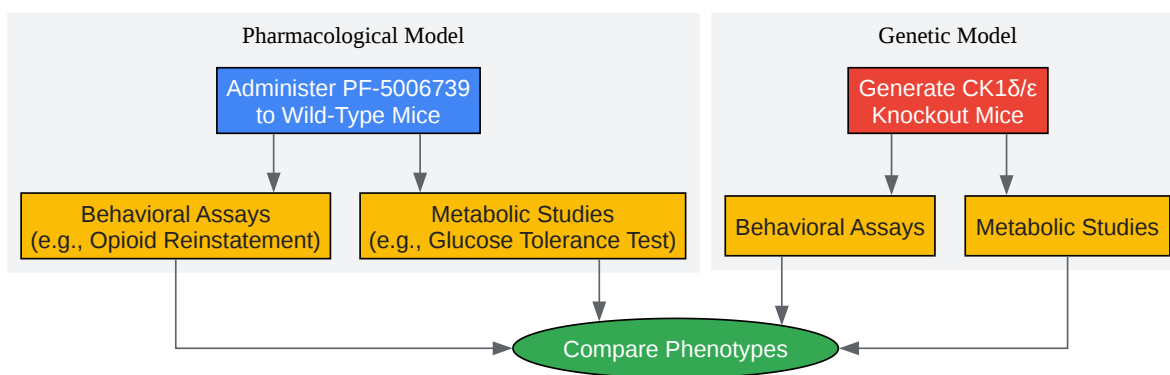 Pharmacological Model
Genetic Model
Administer PF-5006739
to Wild-Type Mice
Generate CK1δ/ε
Knockout Mice
Behavioral Assays
(e.g., Opioid Reinstatement)
Metabolic Studies
(e.g., Glucose Tolerance Test)
Behavioral Assays
Metabolic Studies
Compare Phenotypes